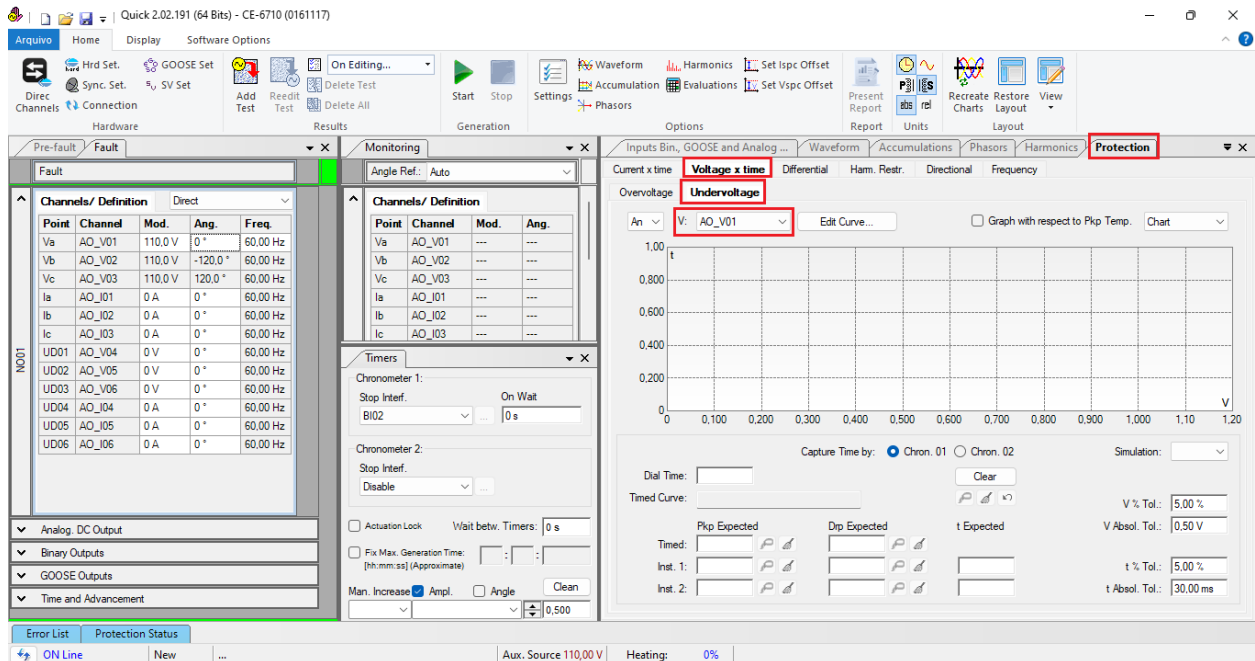 Quick 2.02.191 (64 Bits) - CE-6710 (0161117)
Arquivo Home Display Software Options
Direc Channels
Hrd Set.
Sync. Set.
Connection
GOOSE Set
SV Set
Hardware
Add Test
Reedit Test
On Editing...
Delete Test
Delete All
Results
Start
Stop
Generation
Settings
Waveform Harmonics Set Ispc Offset
Accumulation Evaluations Set Vspc Offset
Phasors
Options
Present Report
Report
abs rel
Units
Recreate Charts
Restore Layout
View
Layout
Pre-fault Fault
Fault
NO01
Channels/ Definition Direct
Point Channel Mod. Ang. Freq.
Va AO_V01 110,0 V 0 ° 60,00 Hz
Vb AO_V02 110,0 V -120,0 ° 60,00 Hz
Vc AO_V03 110,0 V 120,0 ° 60,00 Hz
Ia AO_I01 0 A 0 ° 60,00 Hz
Ib AO_I02 0 A 0 ° 60,00 Hz
Ic AO_I03 0 A 0 ° 60,00 Hz
UD01 AO_V04 0 V 0 ° 60,00 Hz
UD02 AO_V05 0 V 0 ° 60,00 Hz
UD03 AO_V06 0 V 0 ° 60,00 Hz
UD04 AO_I04 0 A 0 ° 60,00 Hz
UD05 AO_I05 0 A 0 ° 60,00 Hz
UD06 AO_I06 0 A 0 ° 60,00 Hz
Analog. DC Output
Binary Outputs
GOOSE Outputs
Time and Advancement
Monitoring
Angle Ref.: Auto
Channels/ Definition
Point Channel Mod. Ang.
Va AO_V01 --- ---
Vb AO_V02 --- ---
Vc AO_V03 --- ---
Ia AO_I01 --- ---
Ib AO_I02 --- ---
Ic AO_I03 --- ---
Timers
Chronometer 1:
Stop Interf. On Wait
BI02 ... 0 s
Chronometer 2:
Stop Interf.
Disable ...
Actuation Lock Wait betw. Timers: 0 s
Fix Max. Generation Time: : :
[hh:mm:ss] (Approximate)
Man. Increase Ampl. Angle Clean
0,500
Inputs Bin., GOOSE and Analog ... Waveform Accumulations Phasors Harmonics Protection
Current x time Voltage x time Differential Harm. Restr. Directional Frequency
Overvoltage Undervoltage
An V: AO_V01 Edit Curve... Graph with respect to Pkp Temp. Chart
t
1,00
0,800
0,600
0,400
0,200
0
V
0 0,100 0,200 0,300 0,400 0,500 0,600 0,700 0,800 0,900 1,000 1,10 1,20
Capture Time by: Chron. 01 Chron. 02 Simulation:
Dial Time: Clear
Timed Curve: V % Tol.: 5,00 %
Pkp Expected Drp Expected t Expected V Absol. Tol.: 0,50 V
Timed:
Inst. 1: t % Tol.: 5,00 %
Inst. 2: t Absol. Tol.: 30,00 ms
Error List Protection Status
ON Line New ... Aux. Source 110,00 V Heating: 0%